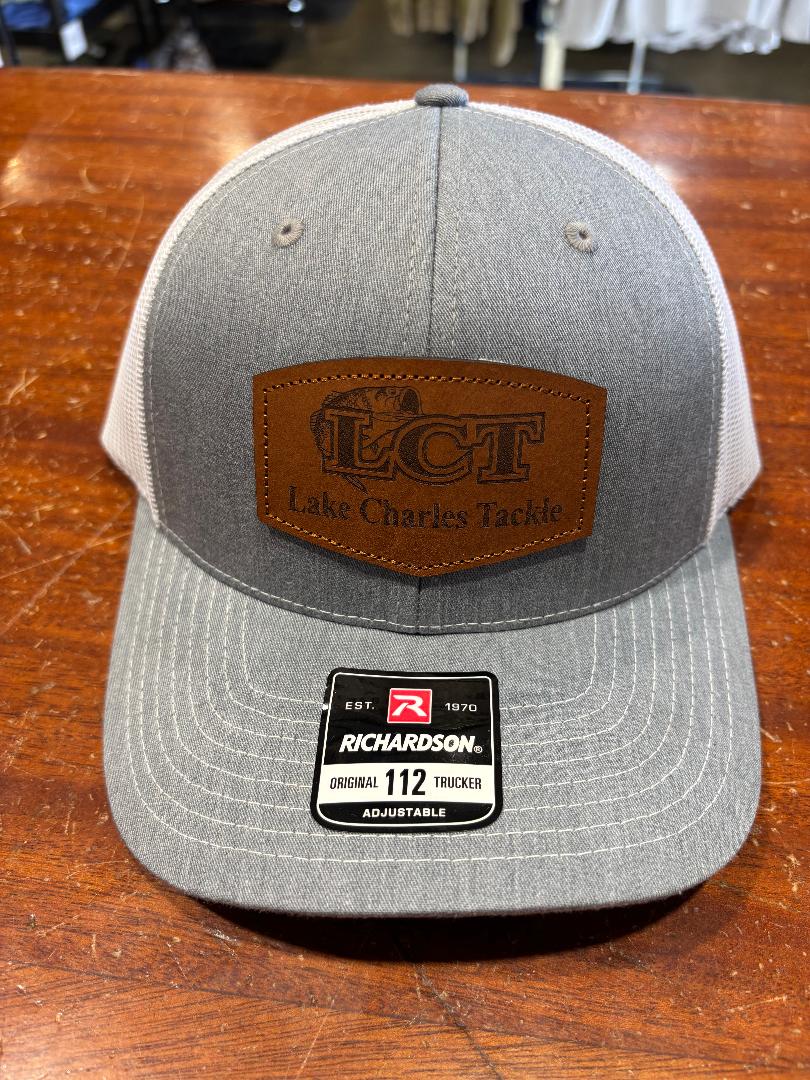 LCT
Lake Charles Tackle
EST. R 1970
RICHARDSON®
ORIGINAL 112 TRUCKER
ADJUSTABLE